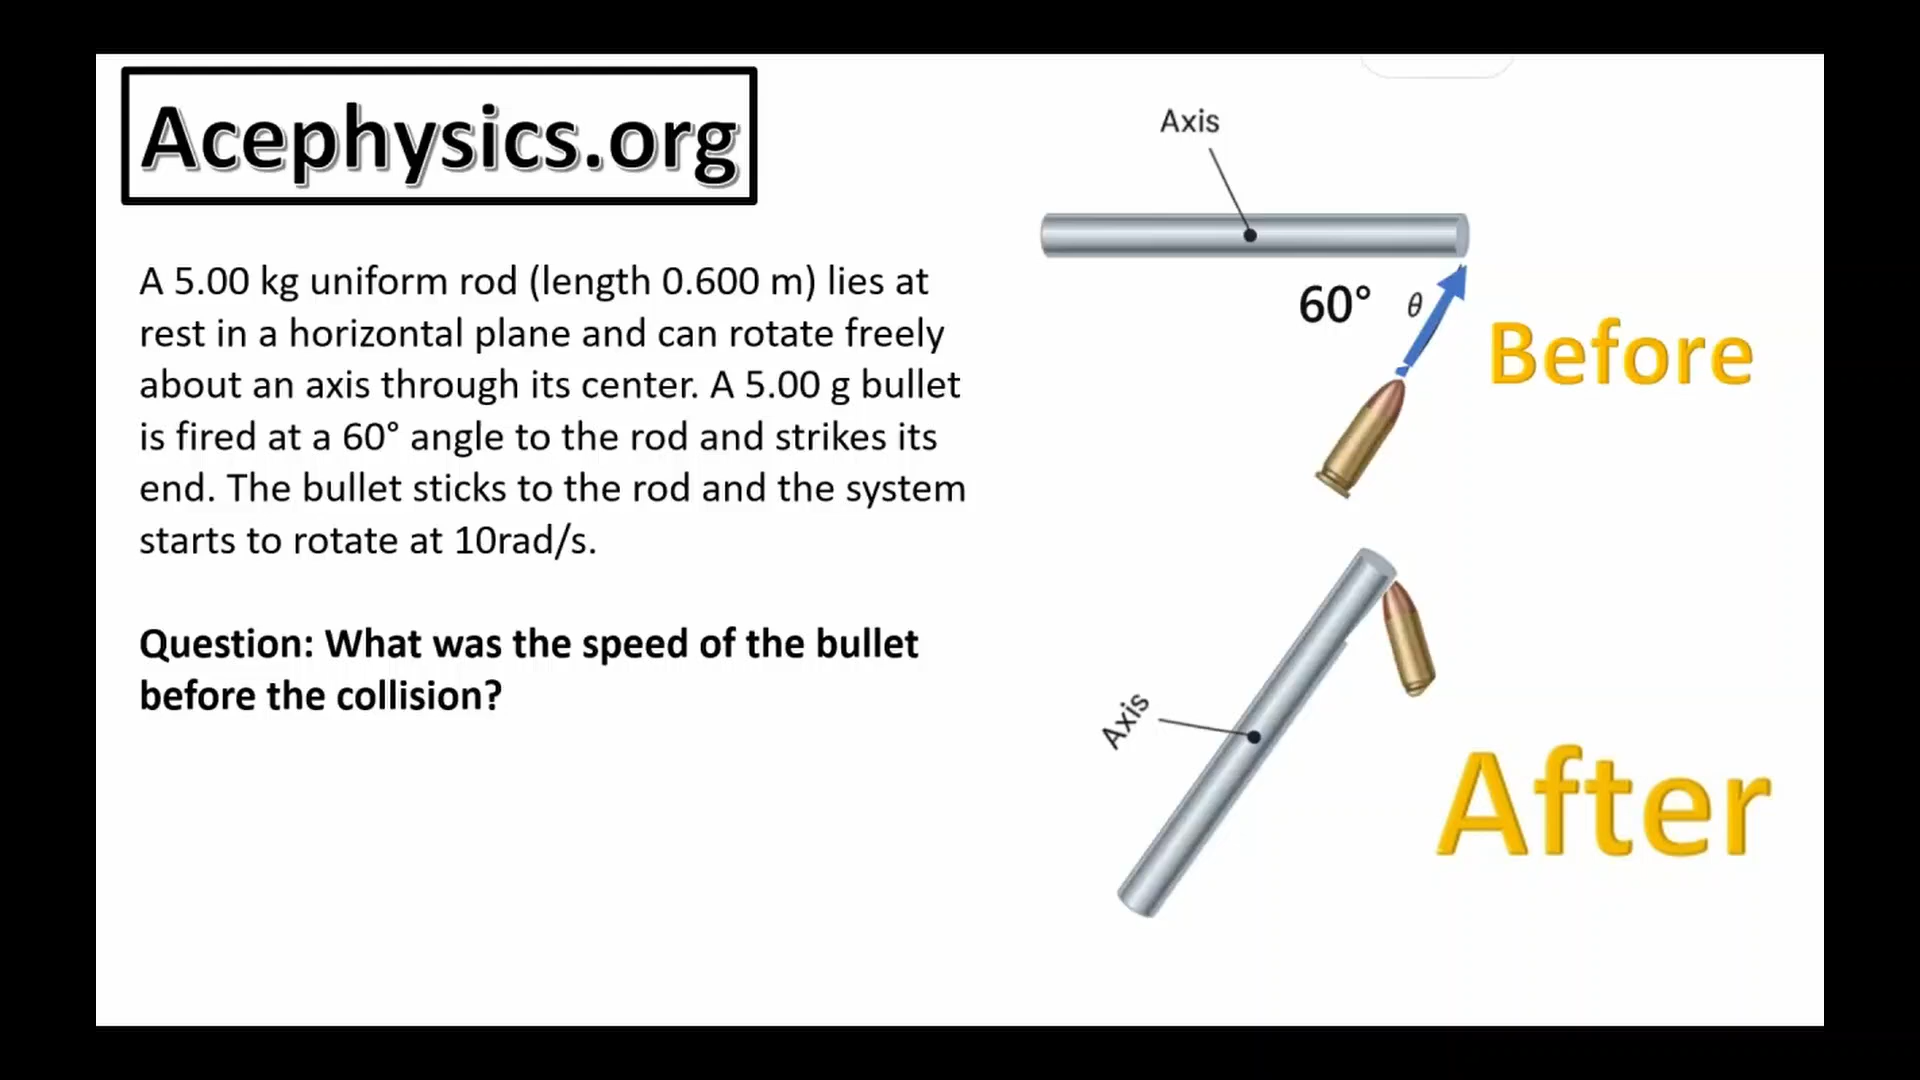 Acephysics.org
A 5.00 kg uniform rod (length 0.600 m) lies at
rest in a horizontal plane and can rotate freely
about an axis through its center. A 5.00 g bullet
is fired at a 60° angle to the rod and strikes its
end. The bullet sticks to the rod and the system
starts to rotate at 10rad/s.
Question: What was the speed of the bullet
before the collision?
Axis
60° θ
Before
Axis
After